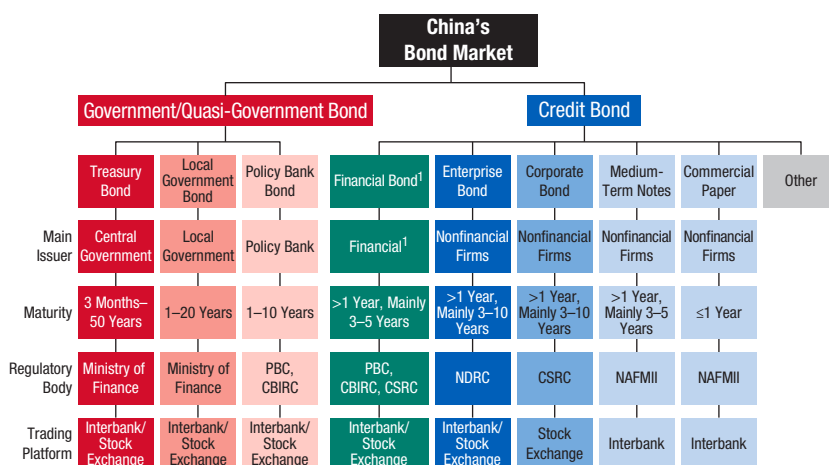 China's
Bond Market
Government/Quasi-Government Bond
Credit Bond
Treasury
Bond
Local
Government
Bond
Policy Bank
Bond
Financial Bond1
Enterprise
Bond
Corporate
Bond
Medium-
Term Notes
Commercial
Paper
Other
Main
Issuer
Central
Government
Local
Government
Policy Bank
Financial1
Nonfinancial
Firms
Nonfinancial
Firms
Nonfinancial
Firms
Nonfinancial
Firms
Maturity
3 Months–
50 Years
1–20 Years
1–10 Years
>1 Year, Mainly
3–5 Years
>1 Year,
Mainly 3–10
Years
>1 Year,
Mainly 3–10
Years
>1 Year,
Mainly 3–5
Years
≤1 Year
Regulatory
Body
Ministry of
Finance
Ministry of
Finance
PBC,
CBIRC
PBC,
CBIRC, CSRC
NDRC
CSRC
NAFMII
NAFMII
Trading
Platform
Interbank/
Stock
Exchange
Interbank/
Stock
Exchange
Interbank/
Stock
Exchange
Interbank/
Stock
Exchange
Interbank/
Stock
Exchange
Stock
Exchange
Interbank
Interbank